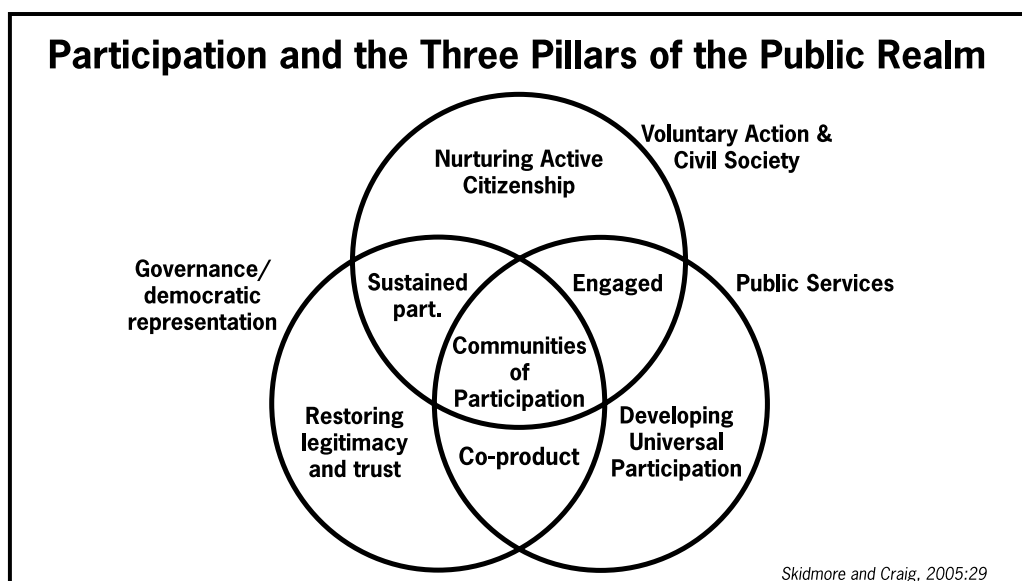 Participation and the Three Pillars of the Public Realm
Voluntary Action &
Civil Society
Nurturing Active
Citizenship
Governance/
democratic
representation
Sustained
part.
Engaged
Public Services
Communities
of
Participation
Restoring
legitimacy
and trust
Co-product
Developing
Universal
Participation
Skidmore and Craig, 2005:29